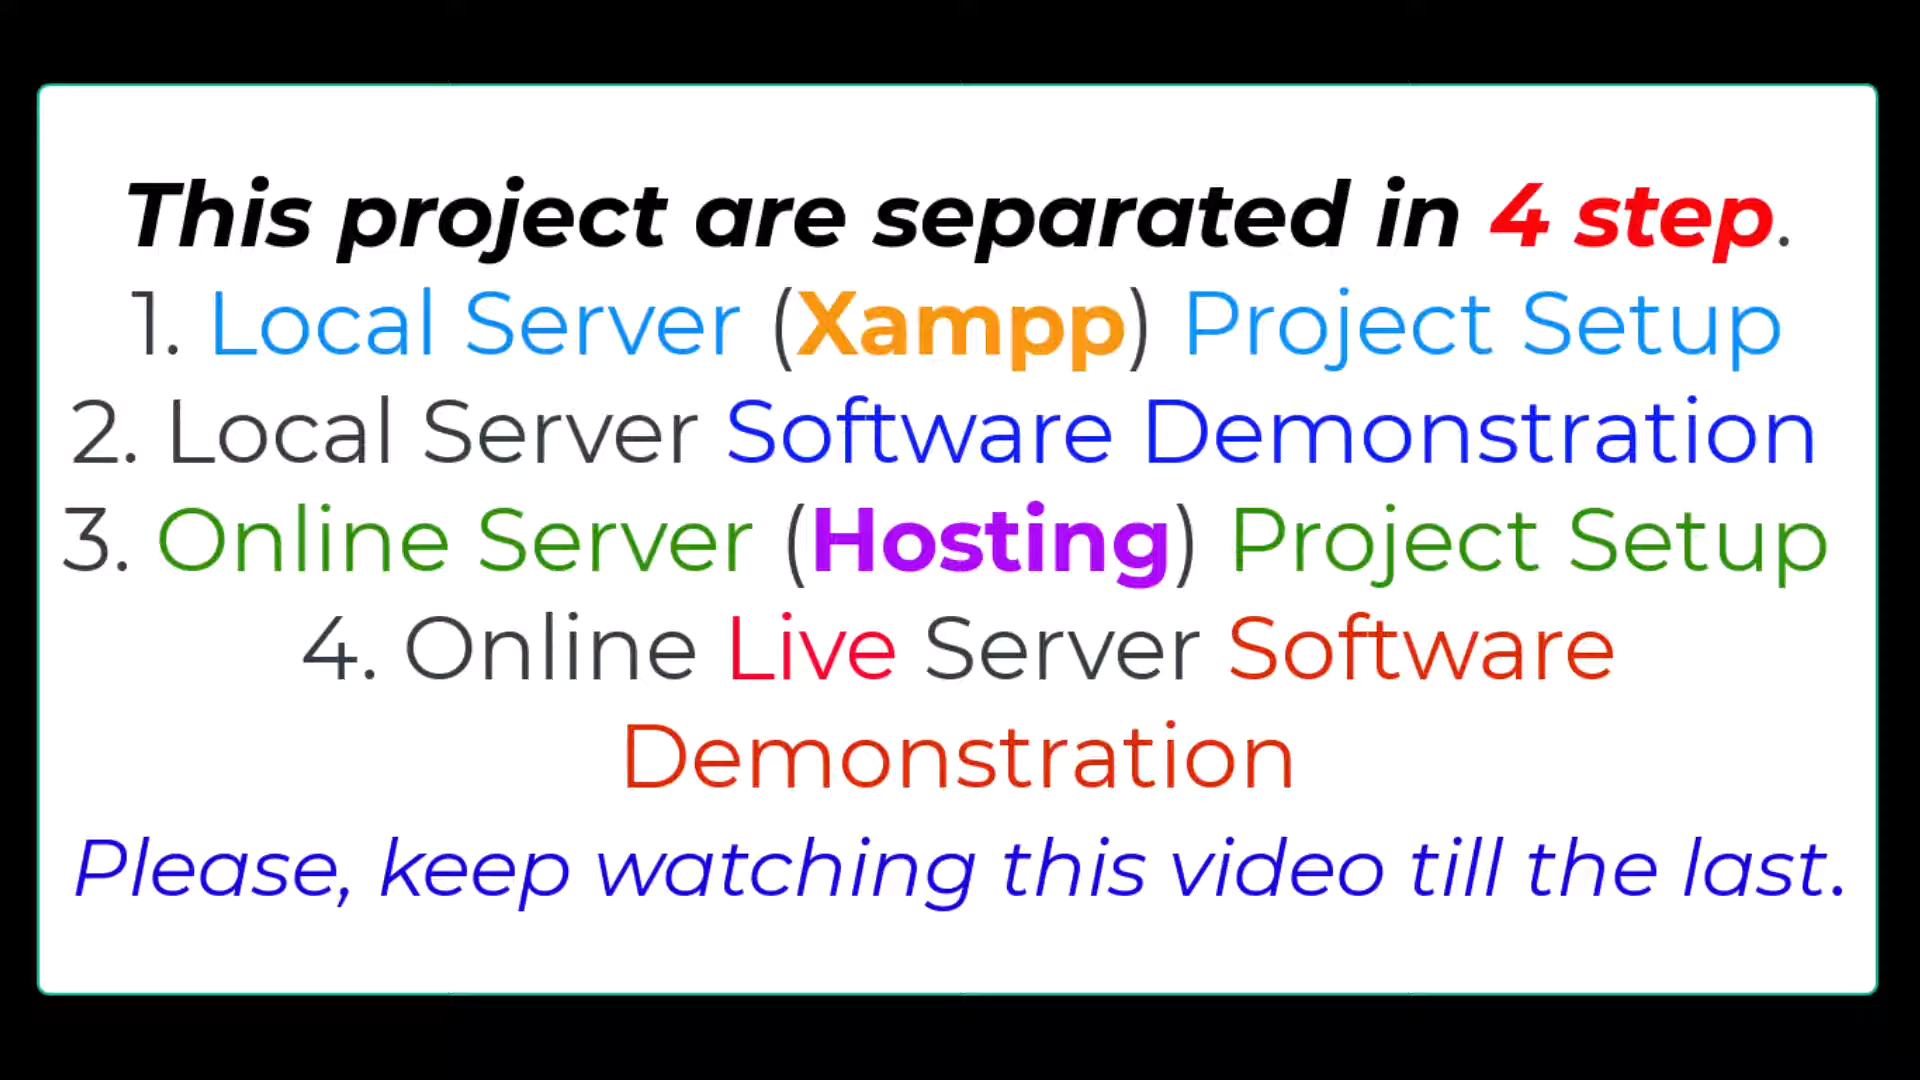 This project are separated in 4 step.
1. Local Server (Xampp) Project Setup
2. Local Server Software Demonstration
3. Online Server (Hosting) Project Setup
4. Online Live Server Software
Demonstration
Please, keep watching this video till the last.